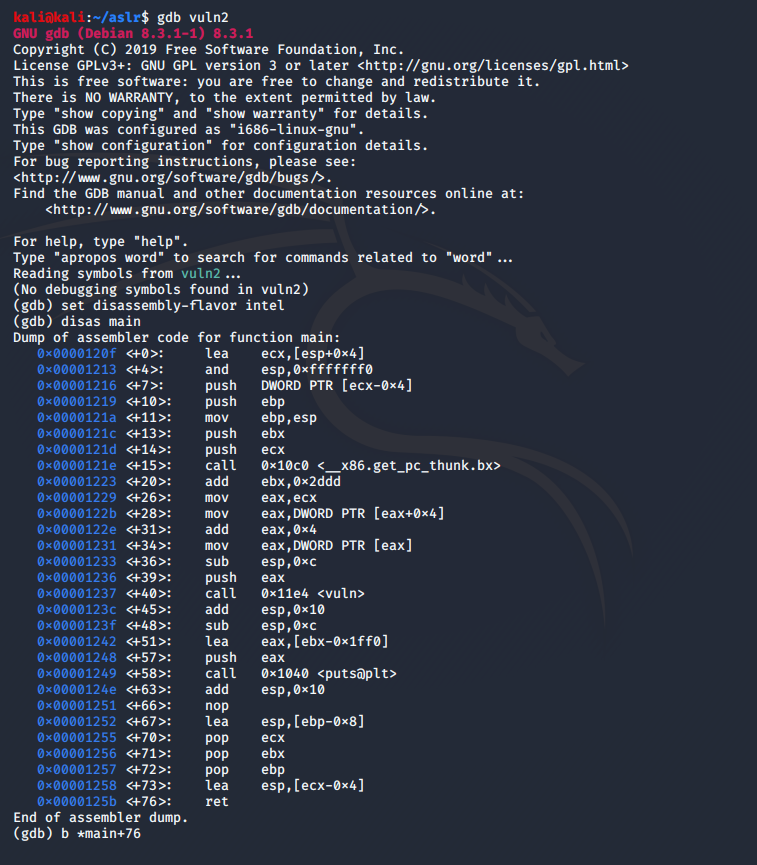 kali@kali:~/aslr$ gdb vuln2
GNU gdb (Debian 8.3.1-1) 8.3.1
Copyright (C) 2019 Free Software Foundation, Inc.
License GPLv3+: GNU GPL version 3 or later <http://gnu.org/licenses/gpl.html>
This is free software: you are free to change and redistribute it.
There is NO WARRANTY, to the extent permitted by law.
Type "show copying" and "show warranty" for details.
This GDB was configured as "i686-linux-gnu".
Type "show configuration" for configuration details.
For bug reporting instructions, please see:
<http://www.gnu.org/software/gdb/bugs/>.
Find the GDB manual and other documentation resources online at:
    <http://www.gnu.org/software/gdb/documentation/>.

For help, type "help".
Type "apropos word" to search for commands related to "word"...
Reading symbols from vuln2...
(No debugging symbols found in vuln2)
(gdb) set disassembly-flavor intel
(gdb) disas main
Dump of assembler code for function main:
   0x0000120f <+0>:     lea    ecx,[esp+0x4]
   0x00001213 <+4>:     and    esp,0xfffffff0
   0x00001216 <+7>:     push   DWORD PTR [ecx-0x4]
   0x00001219 <+10>:    push   ebp
   0x0000121a <+11>:    mov    ebp,esp
   0x0000121c <+13>:    push   ebx
   0x0000121d <+14>:    push   ecx
   0x0000121e <+15>:    call   0x10c0 <__x86.get_pc_thunk.bx>
   0x00001223 <+20>:    add    ebx,0x2ddd
   0x00001229 <+26>:    mov    eax,ecx
   0x0000122b <+28>:    mov    eax,DWORD PTR [eax+0x4]
   0x0000122e <+31>:    add    eax,0x4
   0x00001231 <+34>:    mov    eax,DWORD PTR [eax]
   0x00001233 <+36>:    sub    esp,0xc
   0x00001236 <+39>:    push   eax
   0x00001237 <+40>:    call   0x11e4 <vuln>
   0x0000123c <+45>:    add    esp,0x10
   0x0000123f <+48>:    sub    esp,0xc
   0x00001242 <+51>:    lea    eax,[ebx-0x1ff0]
   0x00001248 <+57>:    push   eax
   0x00001249 <+58>:    call   0x1040 <puts@plt>
   0x0000124e <+63>:    add    esp,0x10
   0x00001251 <+66>:    nop
   0x00001252 <+67>:    lea    esp,[ebp-0x8]
   0x00001255 <+70>:    pop    ecx
   0x00001256 <+71>:    pop    ebx
   0x00001257 <+72>:    pop    ebp
   0x00001258 <+73>:    lea    esp,[ecx-0x4]
   0x0000125b <+76>:    ret
End of assembler dump.
(gdb) b *main+76